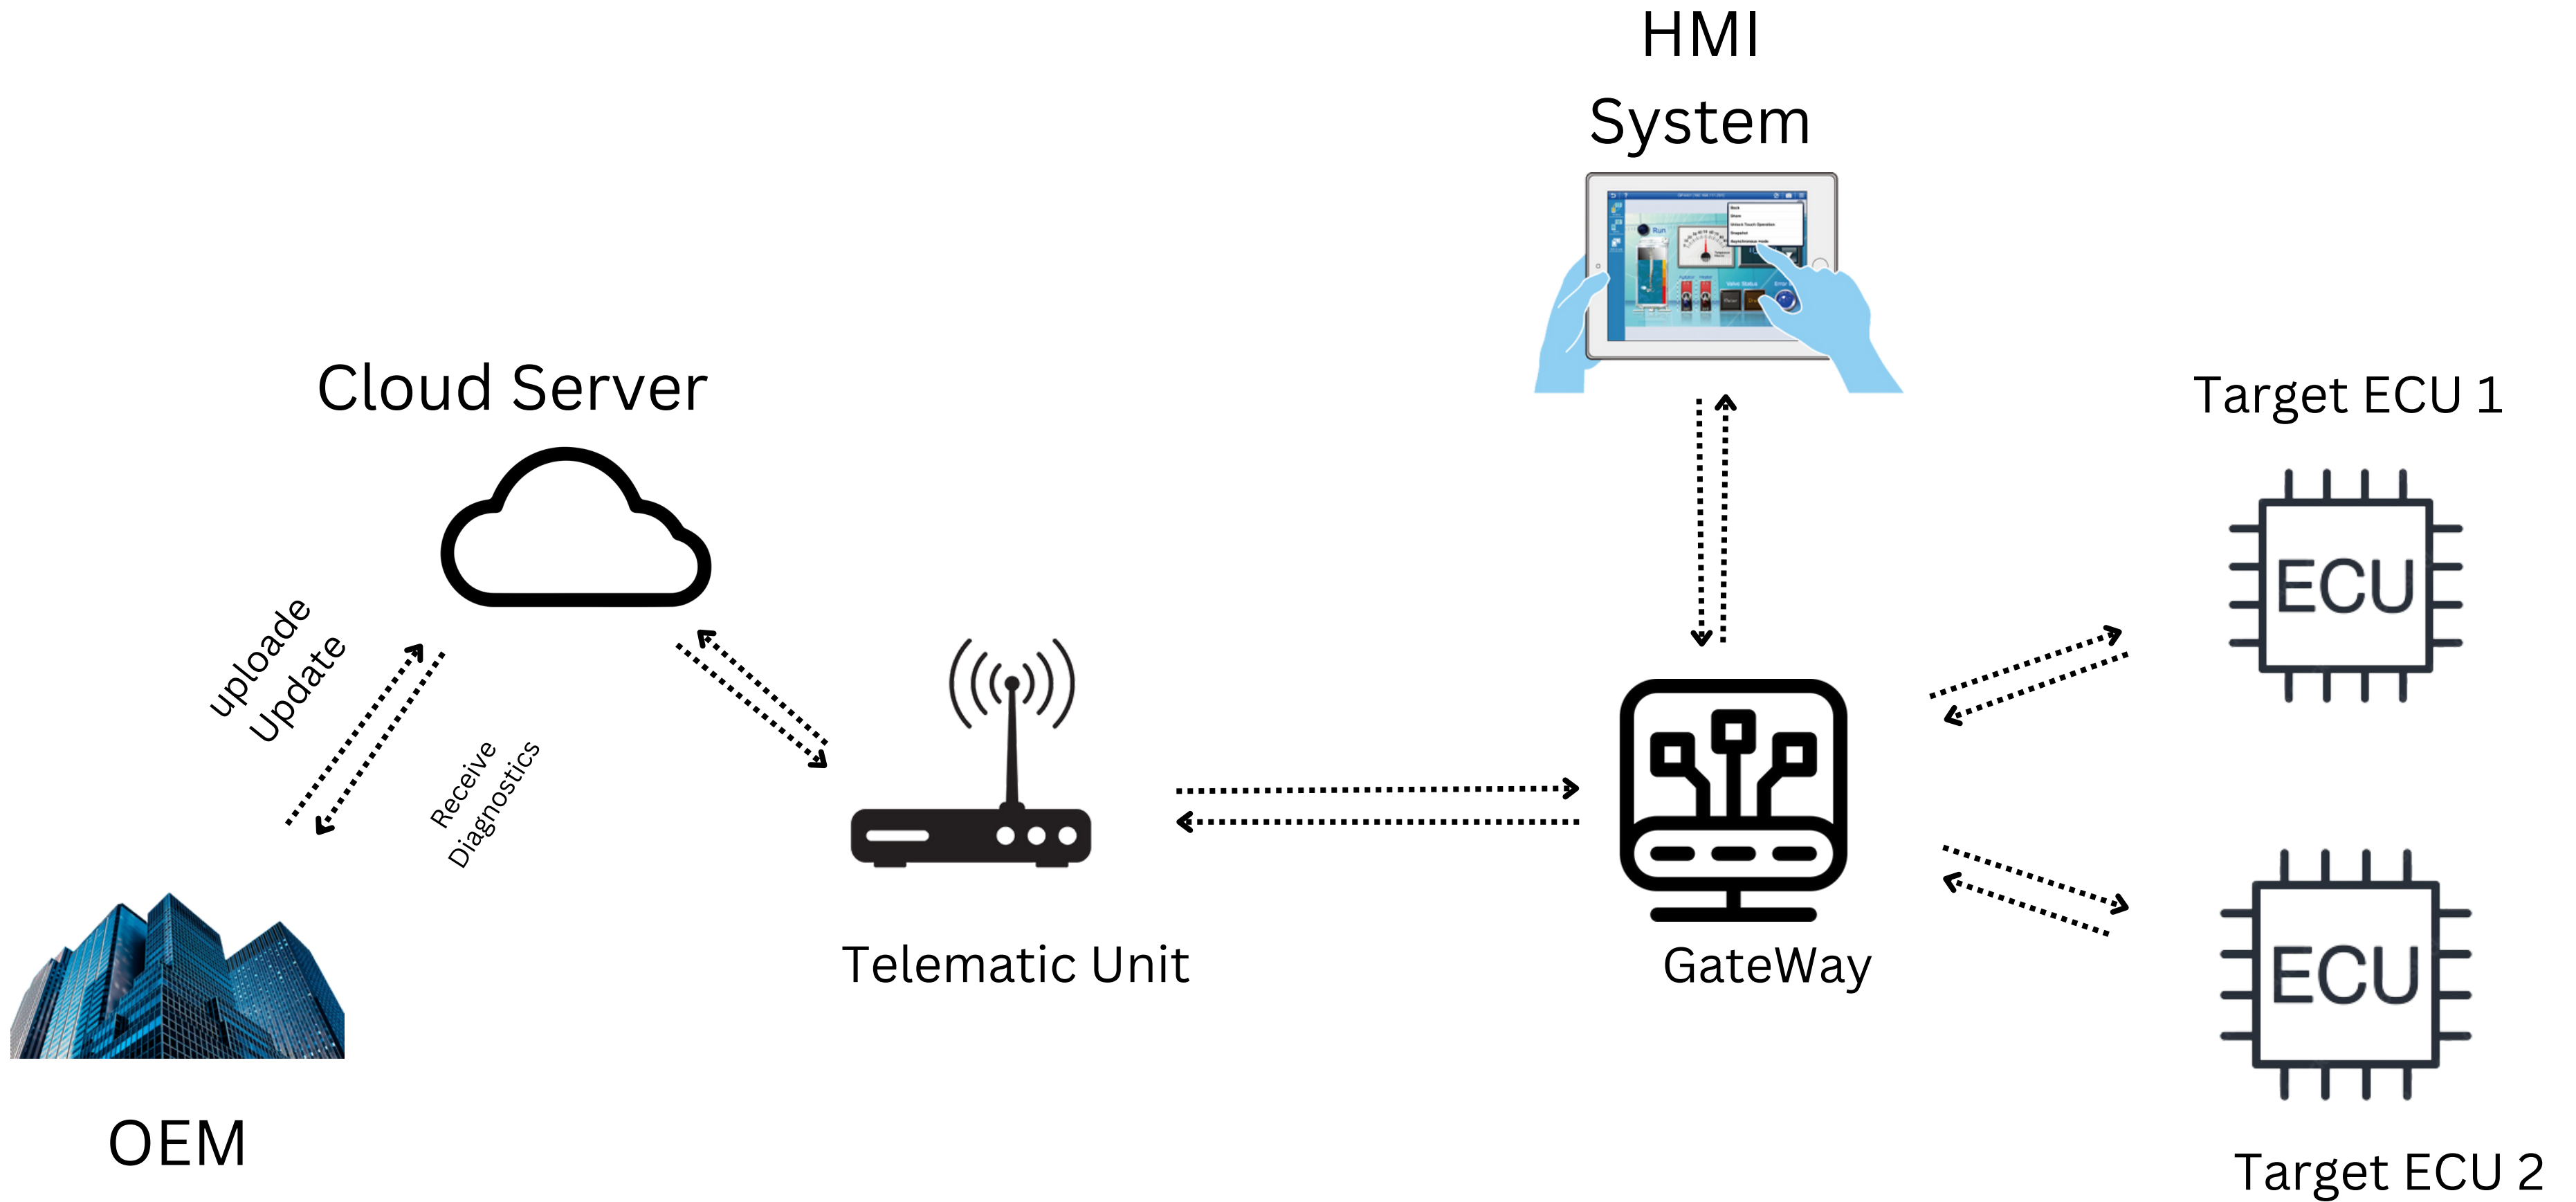 HMI
System
Run
Cloud Server
Target ECU 1
ECU
uploade
Update
Receive
Diagnostics
Telematic Unit
GateWay
ECU
OEM
Target ECU 2